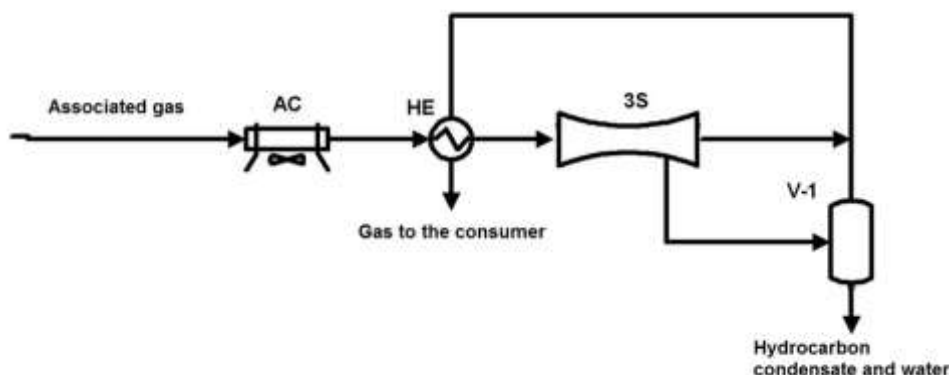 Associated gas
AC
HE
3S
V-1
Gas to the consumer
Hydrocarbon
condensate and water